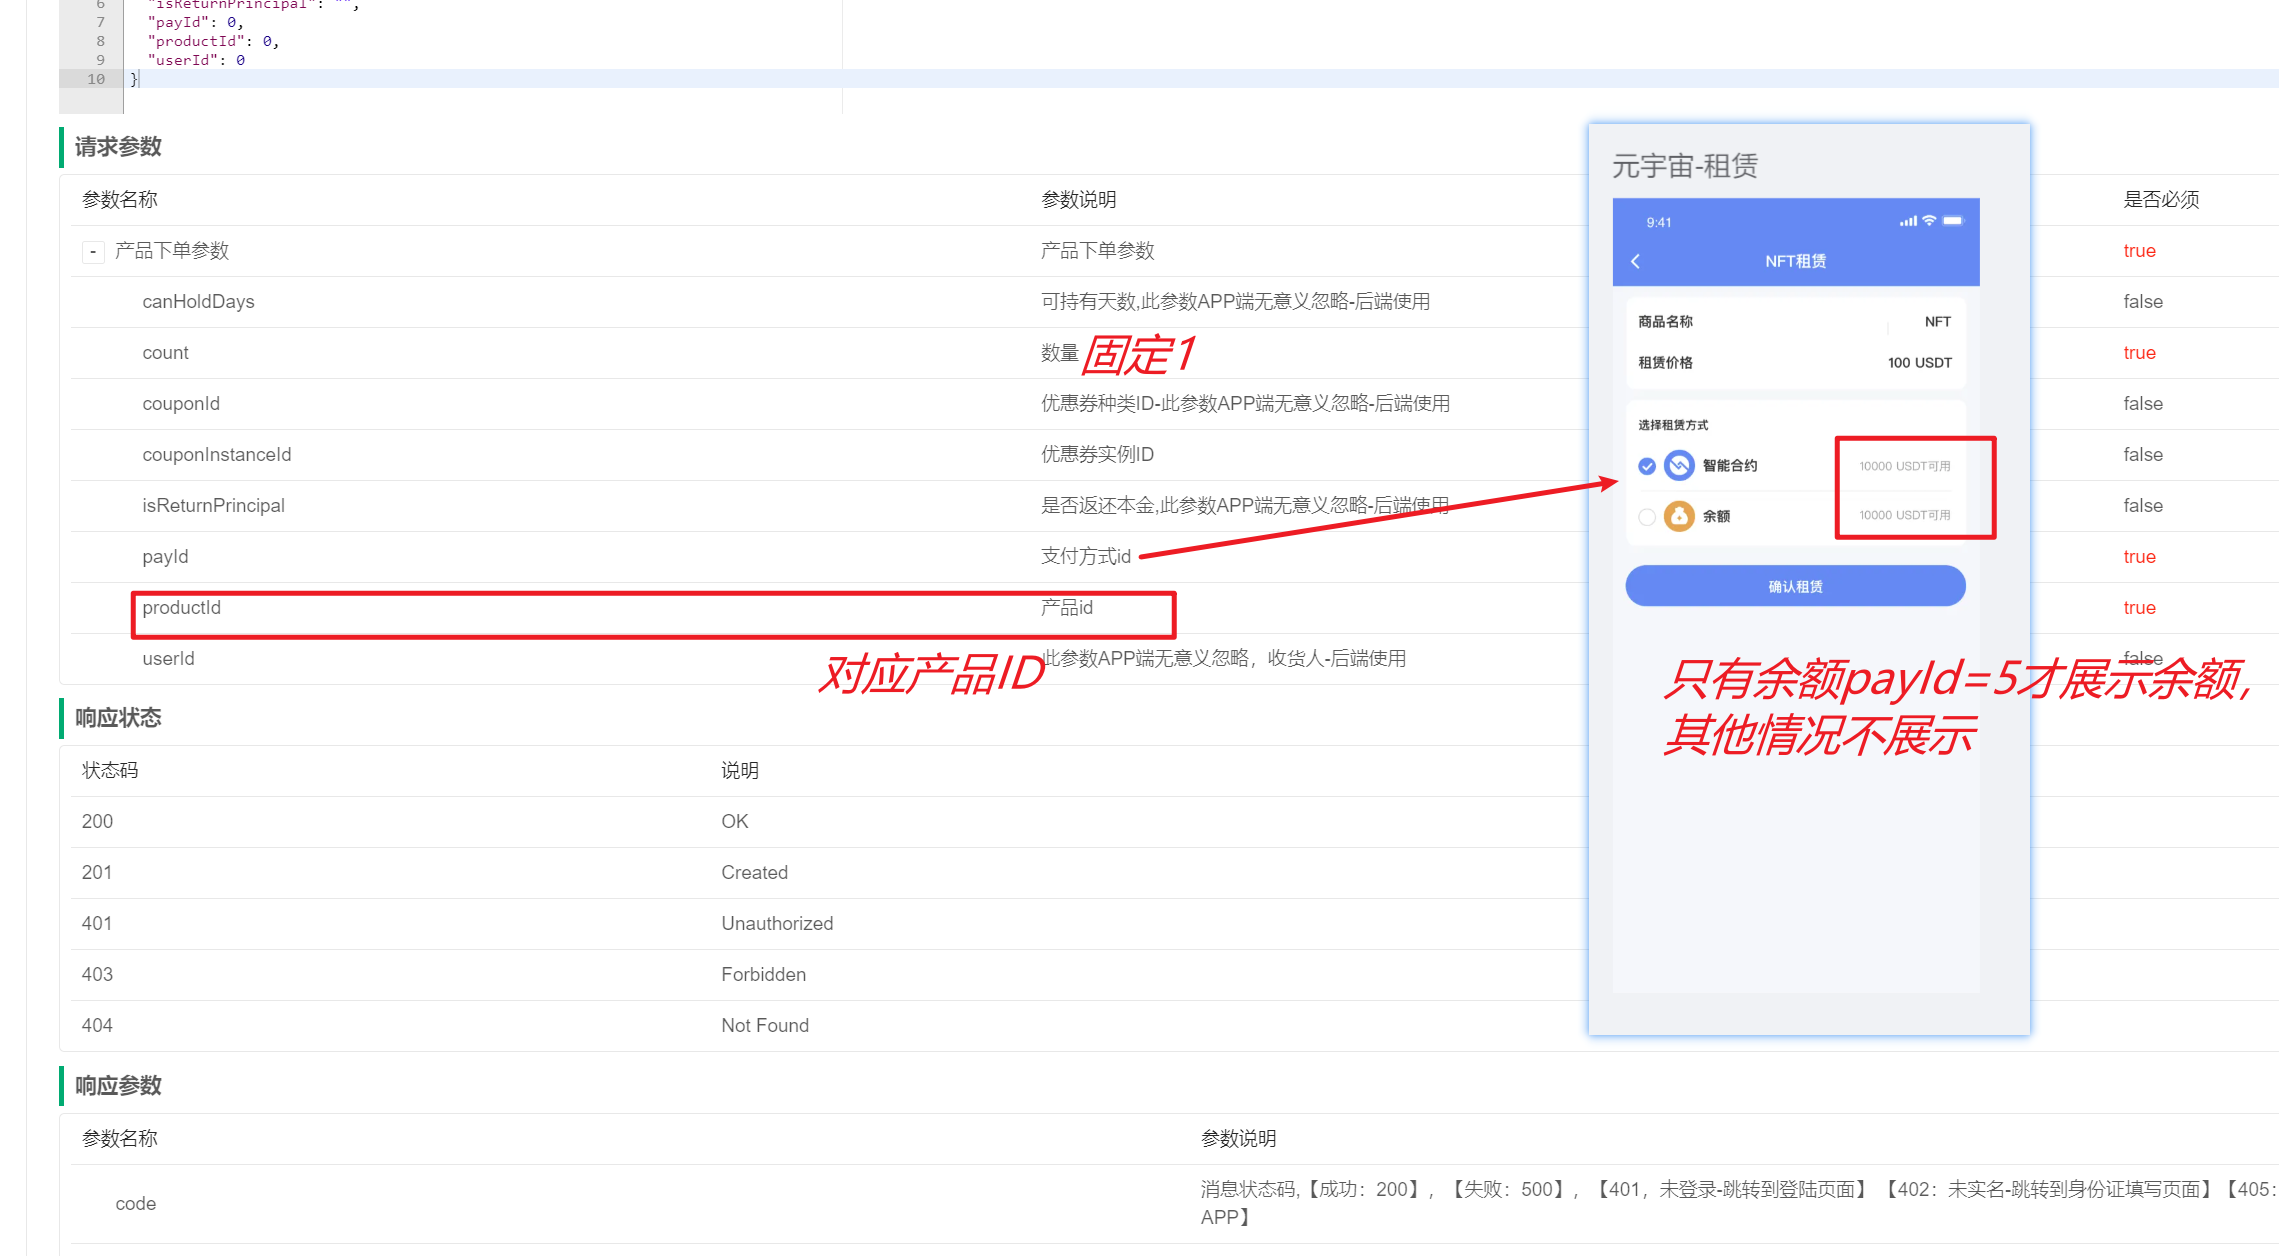 6 "isReturnPrincipal": "",
7 "payId": 0,
8 "productId": 0,
9 "userId": 0
10 }
请求参数
参数名称 参数说明 是否必须
- 产品下单参数 产品下单参数 true
canHoldDays 可持有天数,此参数APP端无意义忽略-后端使用 false
count 数量 固定1 true
couponId 优惠券种类ID-此参数APP端无意义忽略-后端使用 false
couponInstanceId 优惠券实例ID false
isReturnPrincipal 是否返还本金,此参数APP端无意义忽略-后端使用 false
payId 支付方式id true
productId 产品id true
userId 此参数APP端无意义忽略，收货人-后端使用 false
对应产品ID
元宇宙-租赁
9:41
NFT租赁
商品名称 NFT
租赁价格 100 USDT
选择租赁方式
智能合约 10000 USDT可用
余额 10000 USDT可用
确认租赁
只有余额payId=5才展示余额，
其他情况不展示
响应状态
状态码 说明
200 OK
201 Created
401 Unauthorized
403 Forbidden
404 Not Found
响应参数
参数名称 参数说明
code 消息状态码,【成功：200】，【失败：500】，【401，未登录-跳转到登陆页面】【402：未实名-跳转到身份证填写页面】【405：
APP】